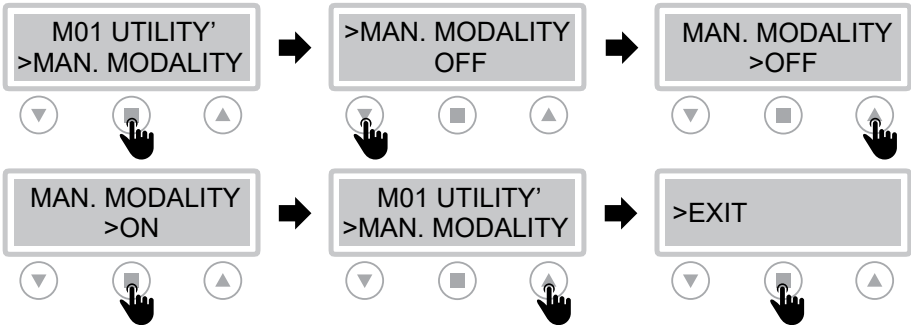 M01 UTILITY’
>MAN. MODALITY
>MAN. MODALITY
OFF
MAN. MODALITY
>OFF
MAN. MODALITY
>ON
M01 UTILITY’
>MAN. MODALITY
>EXIT